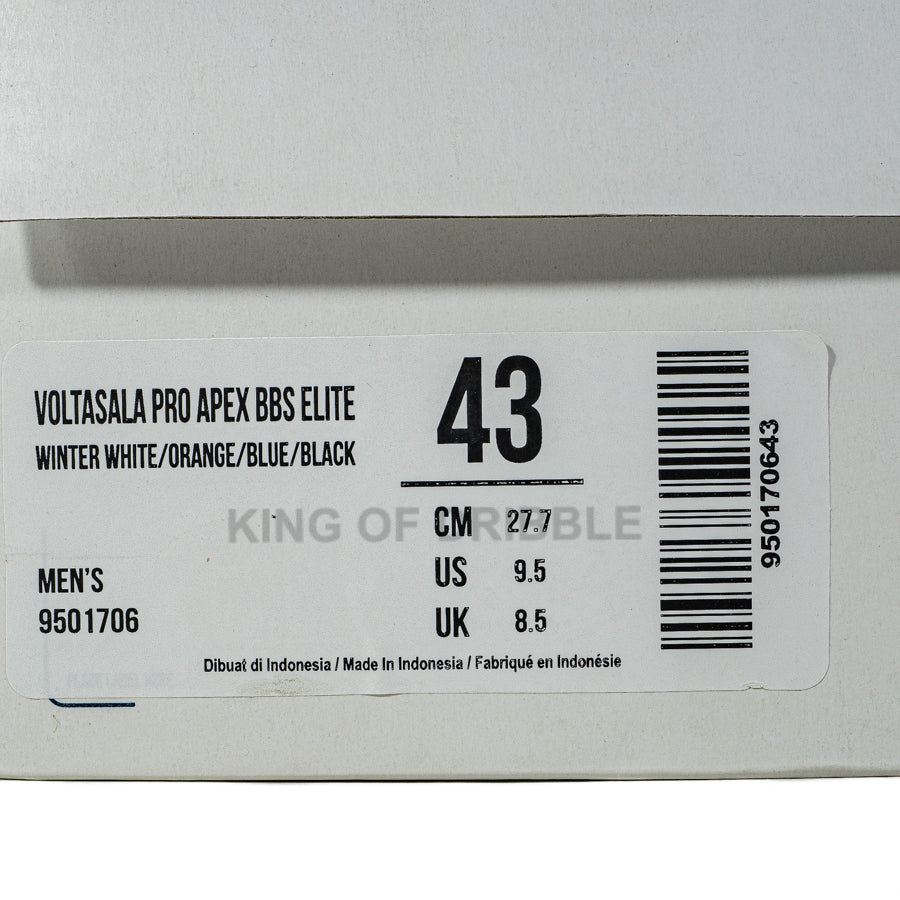 VOLTASALA PRO APEX BBS ELITE
WINTER WHITE/ORANGE/BLUE/BLACK
MEN'S
9501706
43
CM 27.7
US 9.5
UK 8.5
Dibuat di Indonesia / Made In Indonesia / Fabriqué en Indonésie
950170643
KING OF DRIBBLE